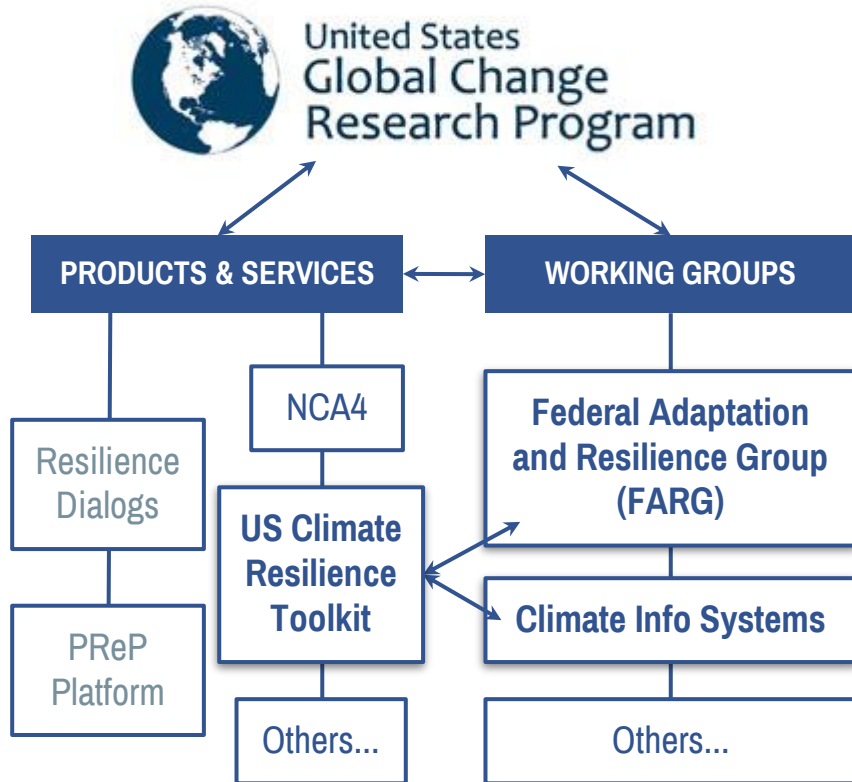 United States
Global Change
Research Program
PRODUCTS & SERVICES
WORKING GROUPS
Resilience
Dialogs
PReP
Platform
NCA4
US Climate
Resilience
Toolkit
Others...
Federal Adaptation
and Resilience Group
(FARG)
Climate Info Systems
Others...